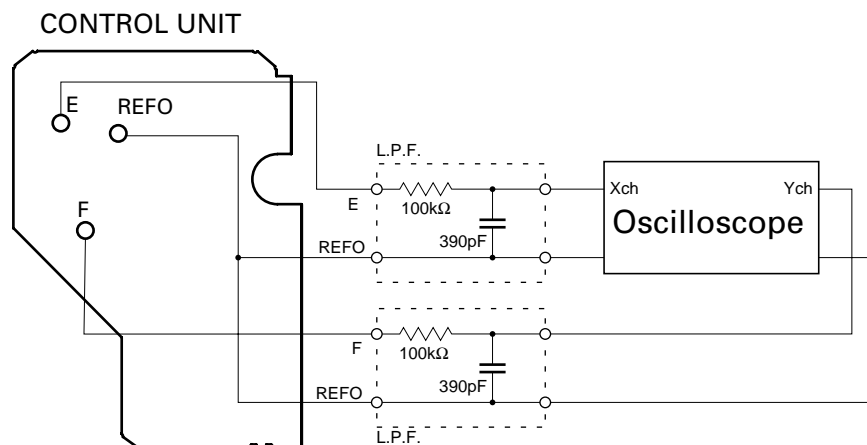 CONTROL UNIT
E
REFO
F
L.P.F.
E
100kΩ
390pF
REFO
Xch
Ych
Oscilloscope
F
100kΩ
390pF
REFO
L.P.F.